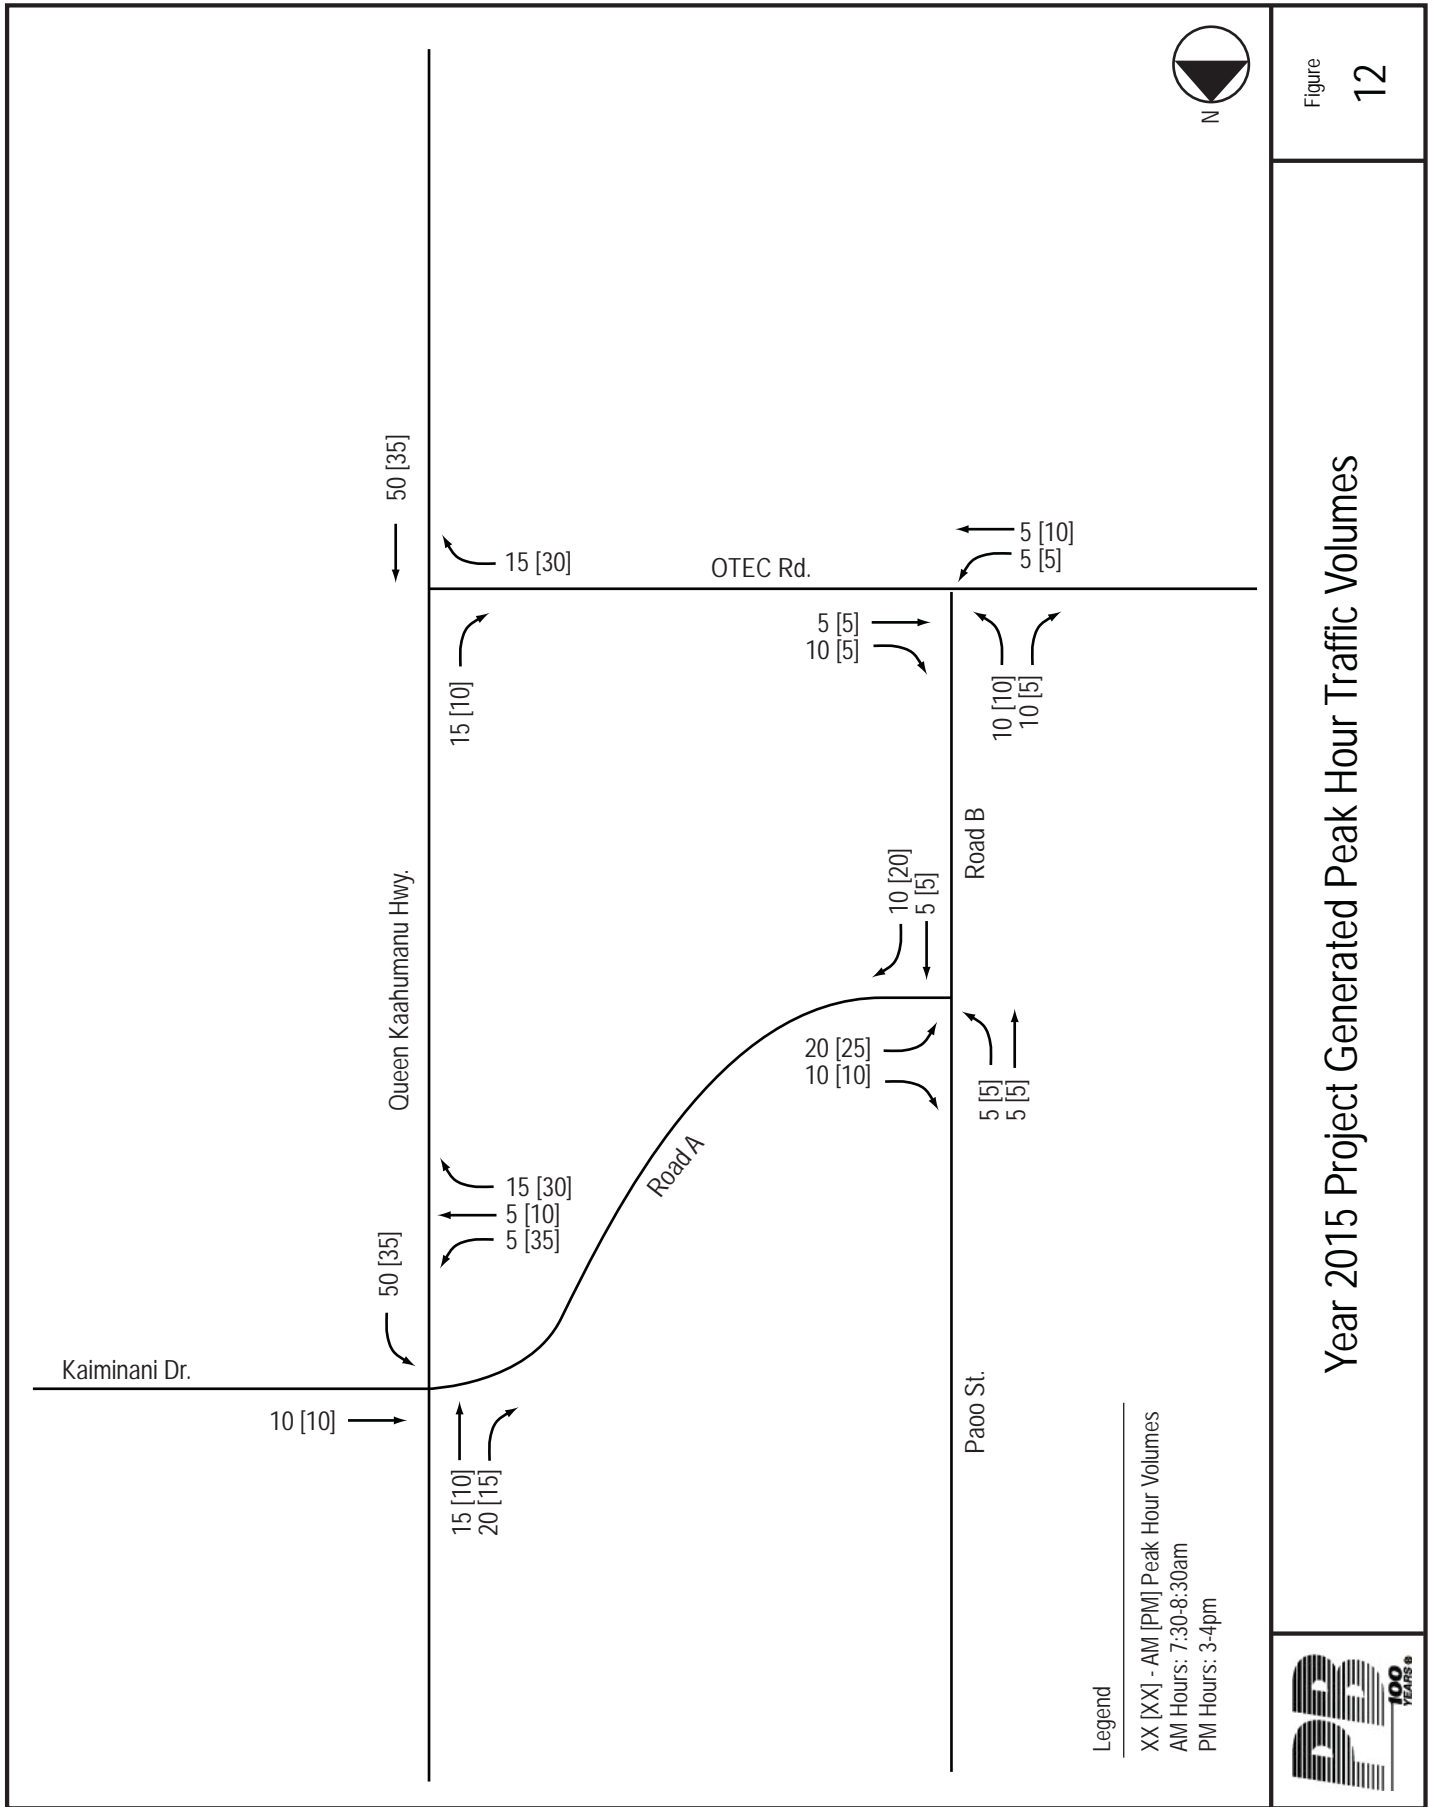 Figure
12
N
50 [35]
15 [30]
OTEC Rd.
5 [10]
5 [5]
5 [5]
10 [5]
15 [10]
10 [10]
10 [5]
Queen Kaahumanu Hwy.
Road B
10 [20]
5 [5]
20 [25]
10 [10]
5 [5]
5 [5]
Road A
15 [30]
5 [10]
5 [35]
50 [35]
Kaiminani Dr.
10 [10]
15 [10]
20 [15]
Paoo St.
Legend
XX [XX] - AM [PM] Peak Hour Volumes
AM Hours: 7:30-8:30am
PM Hours: 3-4pm
Year 2015 Project Generated Peak Hour Traffic Volumes
PB
100
YEARS ®